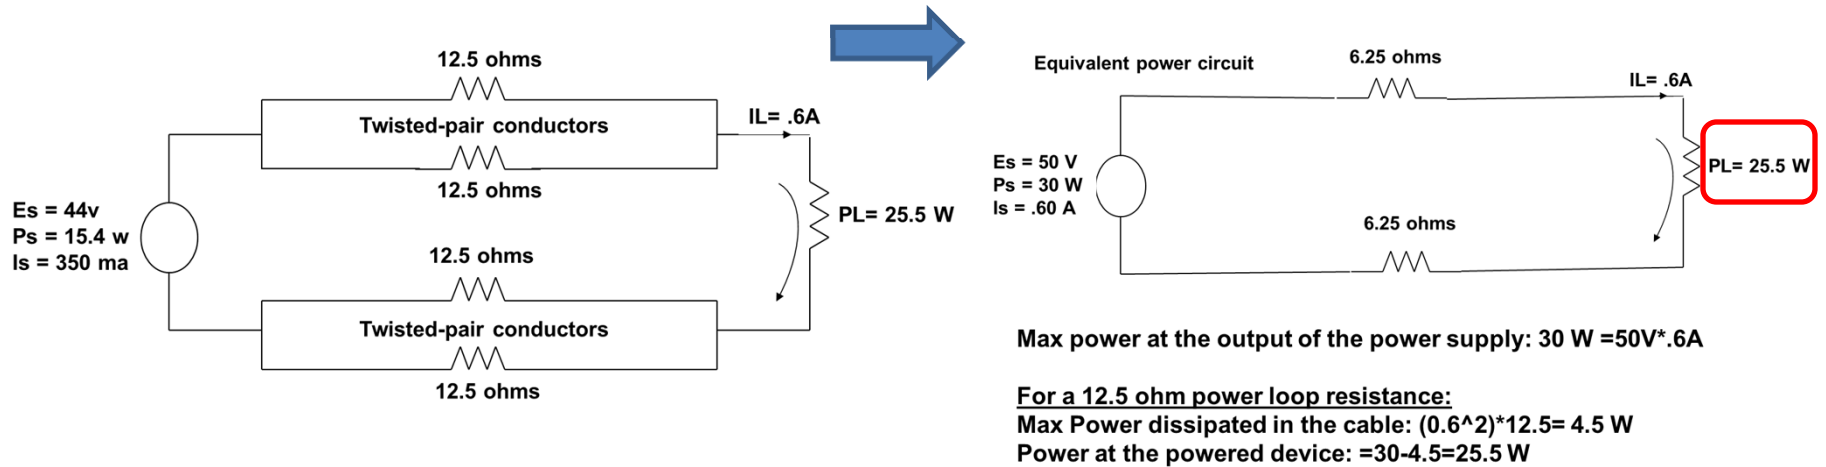 12.5 ohms
Twisted-pair conductors
12.5 ohms
IL= .6A
Es = 44v
Ps = 15.4 w
Is = 350 ma
PL= 25.5 W
12.5 ohms
Twisted-pair conductors
12.5 ohms
Equivalent power circuit
6.25 ohms
IL= .6A
Es = 50 V
Ps = 30 W
Is = .60 A
PL= 25.5 W
6.25 ohms
Max power at the output of the power supply: 30 W =50V*.6A
For a 12.5 ohm power loop resistance:
Max Power dissipated in the cable: (0.6^2)*12.5= 4.5 W
Power at the powered device: =30-4.5=25.5 W